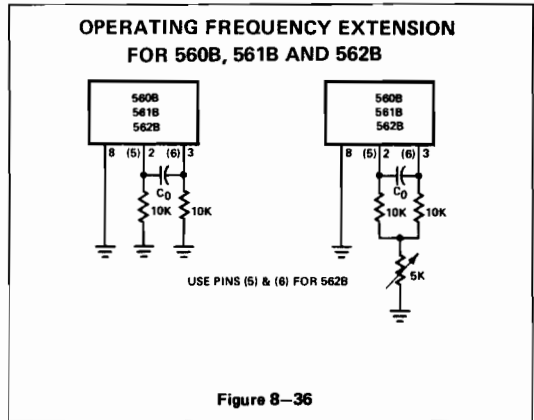 OPERATING FREQUENCY EXTENSION
FOR 560B, 561B AND 562B
560B
561B
562B
8 (5) 2 (6) 3
C0
10K 10K
560B
561B
562B
8 (5) 2 (6) 3
C0
10K 10K
5K
USE PINS (5) & (6) FOR 562B
Figure 8–36